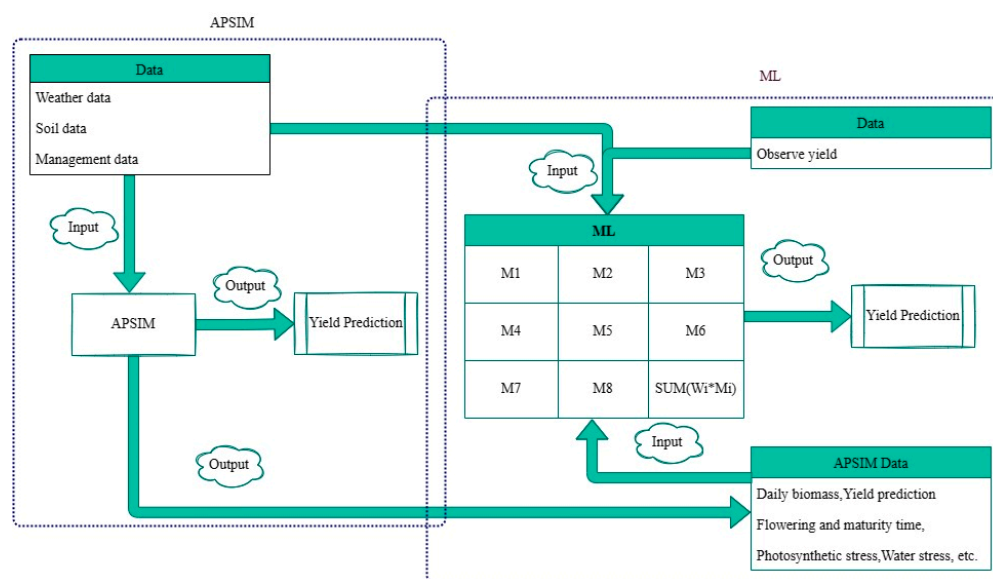 APSIM
Data
Weather data
Soil data
Management data
Input
APSIM
Output
Yield Prediction
Output
ML
Data
Observe yield
Input
ML
M1 M2 M3
M4 M5 M6
M7 M8 SUM(Wi*Mi)
Output
Yield Prediction
Input
APSIM Data
Daily biomass,Yield prediction
Flowering and maturity time,
Photosynthetic stress,Water stress, etc.